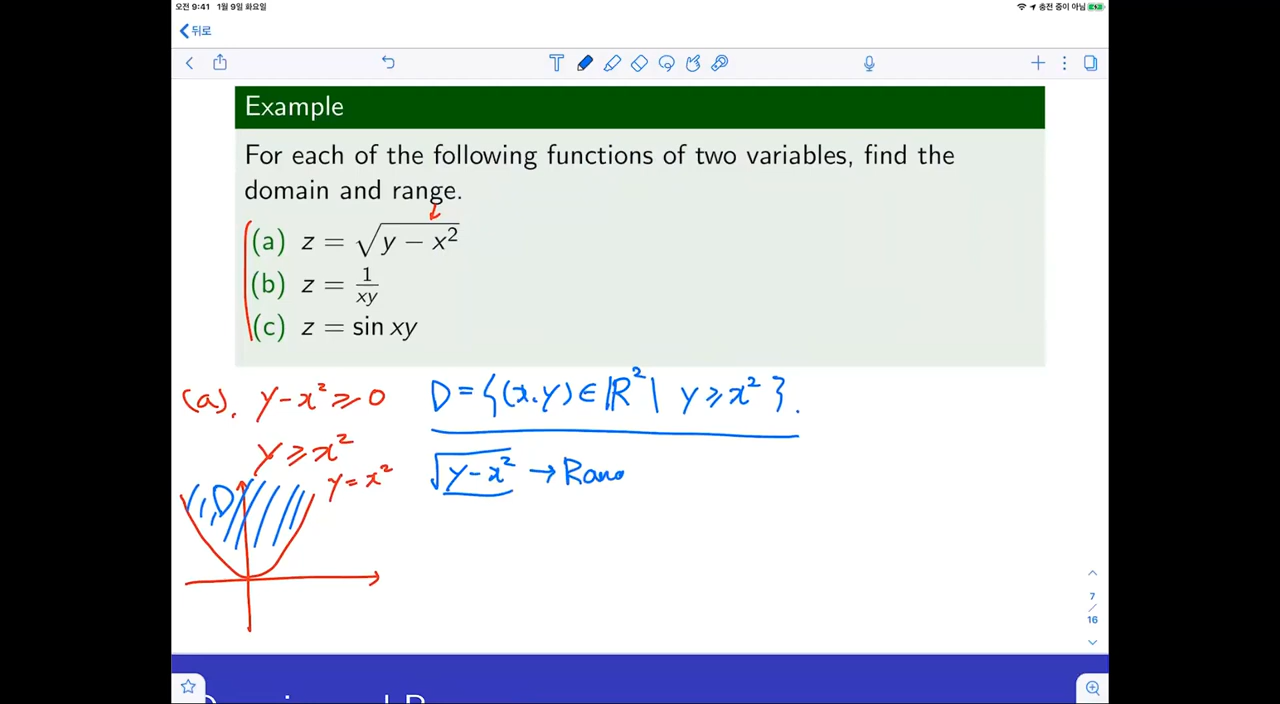 오전 9:41 1월 9일 화요일
충전 중이 아님
뒤로
Example
For each of the following functions of two variables, find the
domain and range.
(a) z = √(y − x²)
(b) z = 1/xy
(c) z = sin xy
(a). y-x² ≥ 0
y ≥ x²
y = x²
D
D = {(x,y) ∈ ℝ² | y ≥ x² }.
√(y-x²) → Rang
7
/
16